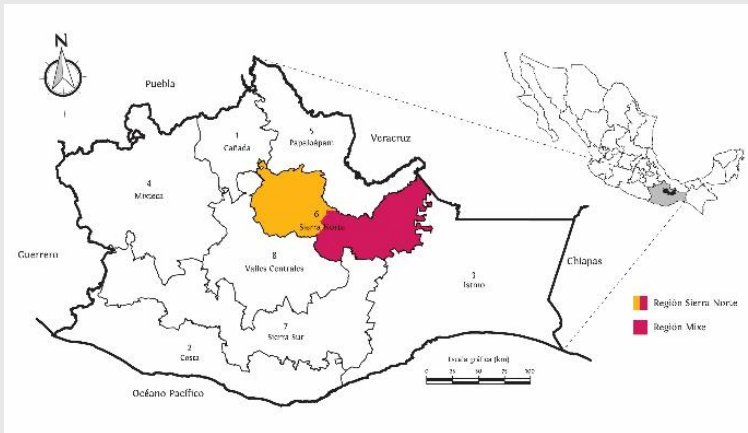 N
Puebla
1
Cañada
5
Papaloápam
Veracruz
4
Mixteca
6
Sierra Norte
Guerrero
8
Valles Centrales
3
Istmo
Chiapas
Región Sierra Norte
Región Mixe
7
Sierra Sur
2
Costa
Escala gráfica (km)
0 25 50 75 100
Océano Pacífico